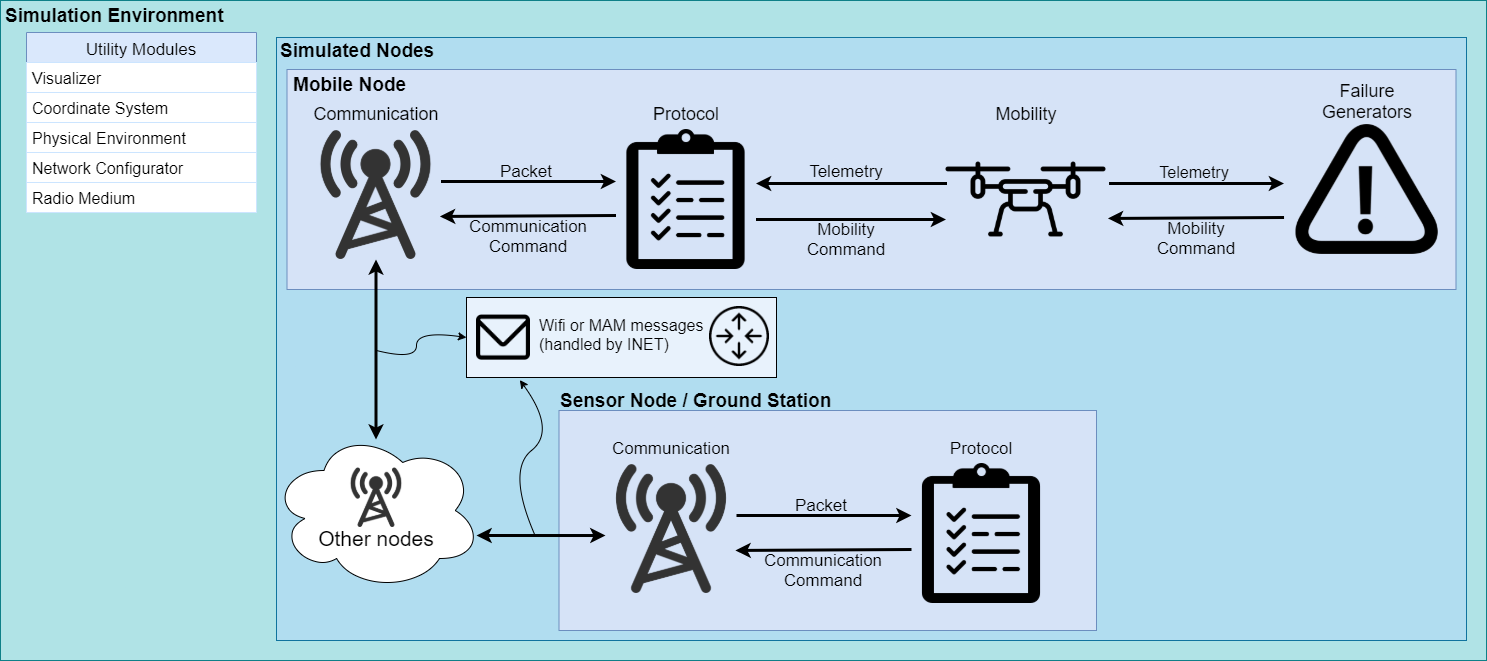 Simulation Environment
Utility Modules
Visualizer
Coordinate System
Physical Environment
Network Configurator
Radio Medium
Simulated Nodes
Mobile Node
Communication
Protocol
Mobility
Failure
Generators
Packet
Communication
Command
Telemetry
Mobility
Command
Telemetry
Mobility
Command
Wifi or MAM messages
(handled by INET)
Other nodes
Sensor Node / Ground Station
Communication
Protocol
Packet
Communication
Command